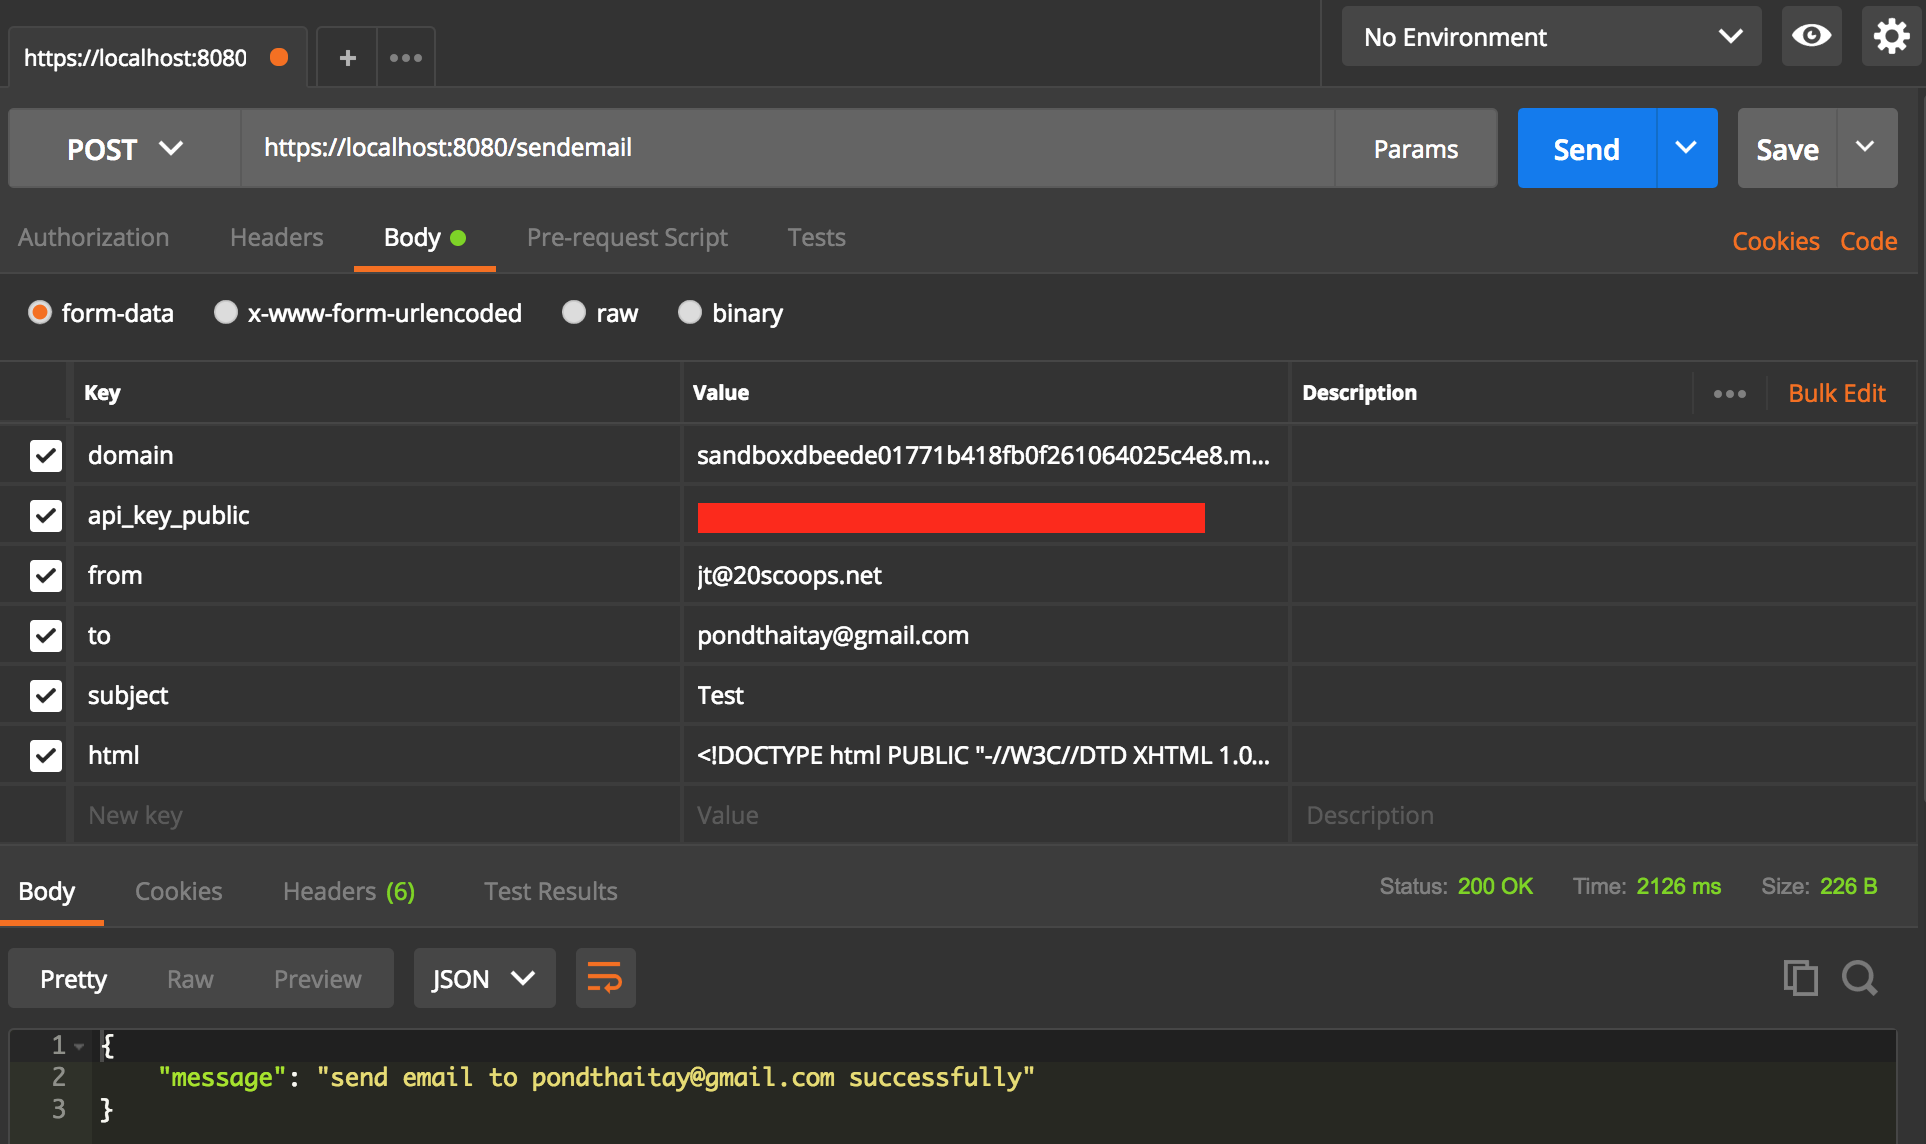 https://localhost:8080 + •••
No Environment
POST https://localhost:8080/sendemail Params Send Save
Authorization Headers Body Pre-request Script Tests Cookies Code
form-data x-www-form-urlencoded raw binary
Key Value Description ••• Bulk Edit
domain sandboxdbeede01771b418fb0f261064025c4e8.m...
api_key_public
from jt@20scoops.net
to pondthaitay@gmail.com
subject Test
html <!DOCTYPE html PUBLIC "-//W3C//DTD XHTML 1.0...
New key Value Description
Body Cookies Headers (6) Test Results Status: 200 OK Time: 2126 ms Size: 226 B
Pretty Raw Preview JSON
1 {
2 "message": "send email to pondthaitay@gmail.com successfully"
3 }